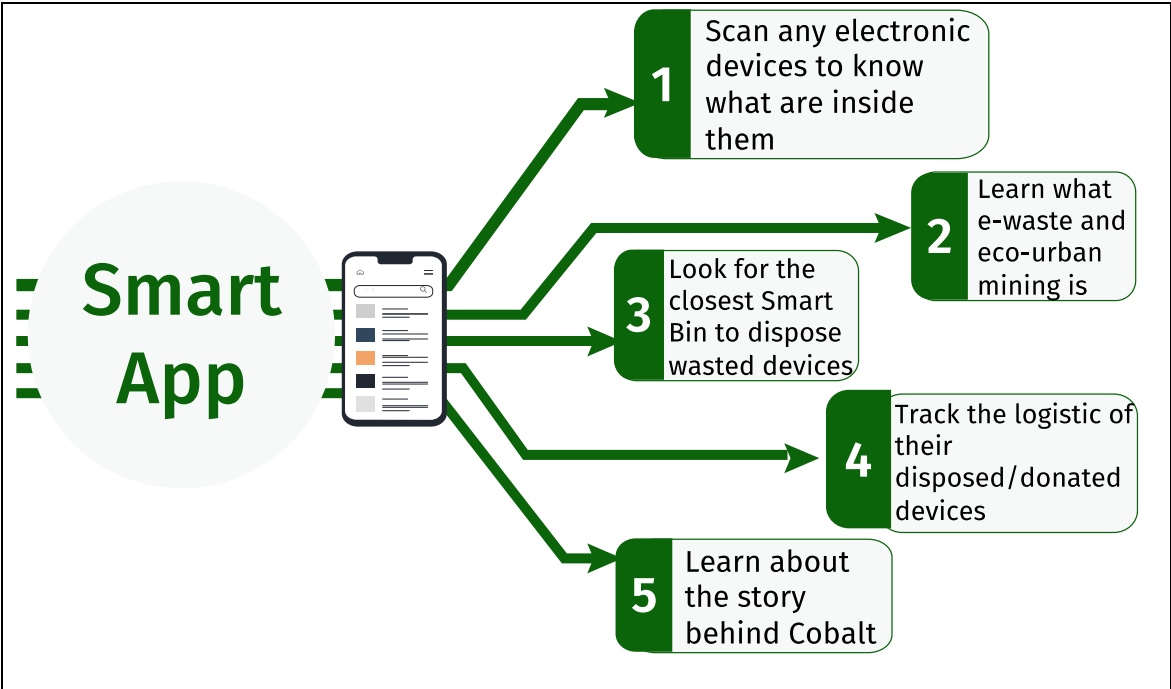 Smart
App
1
Scan any electronic
devices to know
what are inside
them
2
Learn what
e-waste and
eco-urban
mining is
3
Look for the
closest Smart
Bin to dispose
wasted devices
4
Track the logistic of
their
disposed/donated
devices
5
Learn about
the story
behind Cobalt